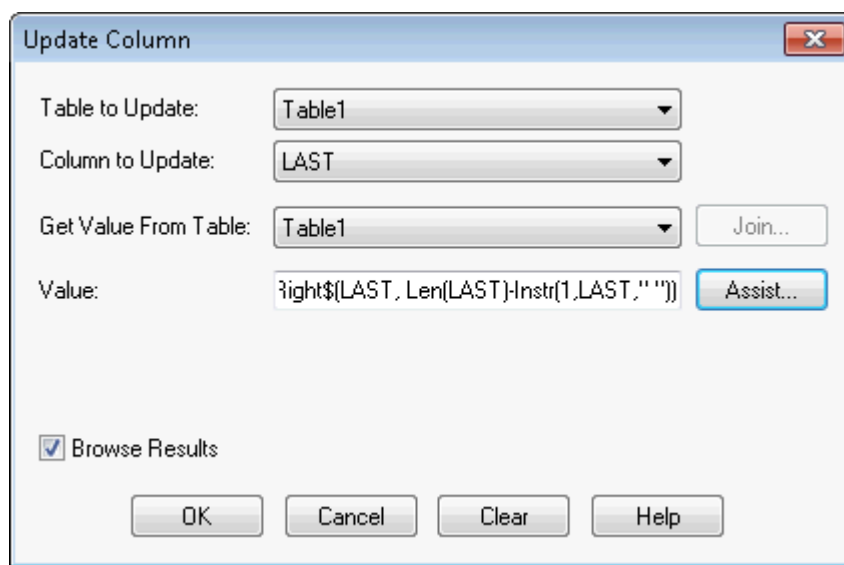 Update Column
Table to Update: Table1
Column to Update: LAST
Get Value From Table: Table1 Join...
Value: Right$(LAST, Len(LAST)-Instr(1,LAST," ")) Assist...
Browse Results
OK Cancel Clear Help